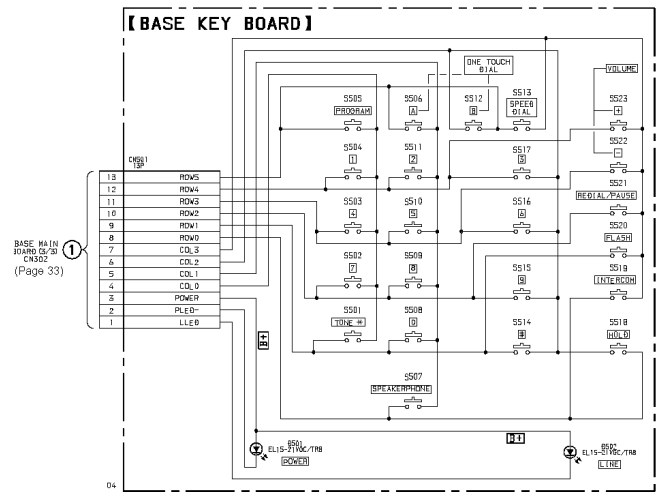 【BASE KEY BOARD】
ONE TOUCH
DIAL
VOLUME
S505
PROGRAM
S506
A
S512
B
S513
SPEED
DIAL
S523
+
S522
−
S504
1
S511
2
S517
3
S521
REDIAL/PAUSE
S503
4
S510
5
S516
6
S520
FLASH
S502
7
S509
8
S515
9
S519
INTERCOM
S501
TONE *
S508
0
S514
#
S518
HOLD
S507
SPEAKERPHONE
CN501
13P
13 ROW5
12 ROW4
11 ROW3
10 ROW2
9 ROW1
8 ROW0
7 COL3
6 COL2
5 COL1
4 COL0
3 POWER
2 PLED-
1 LLED
BASE MAIN
BOARD (3/3)
CN302
(Page 33)
1
B+
B+
D501
EL15-21VGC/TR8
POWER
D502
EL15-21VGC/TR8
LINE
04